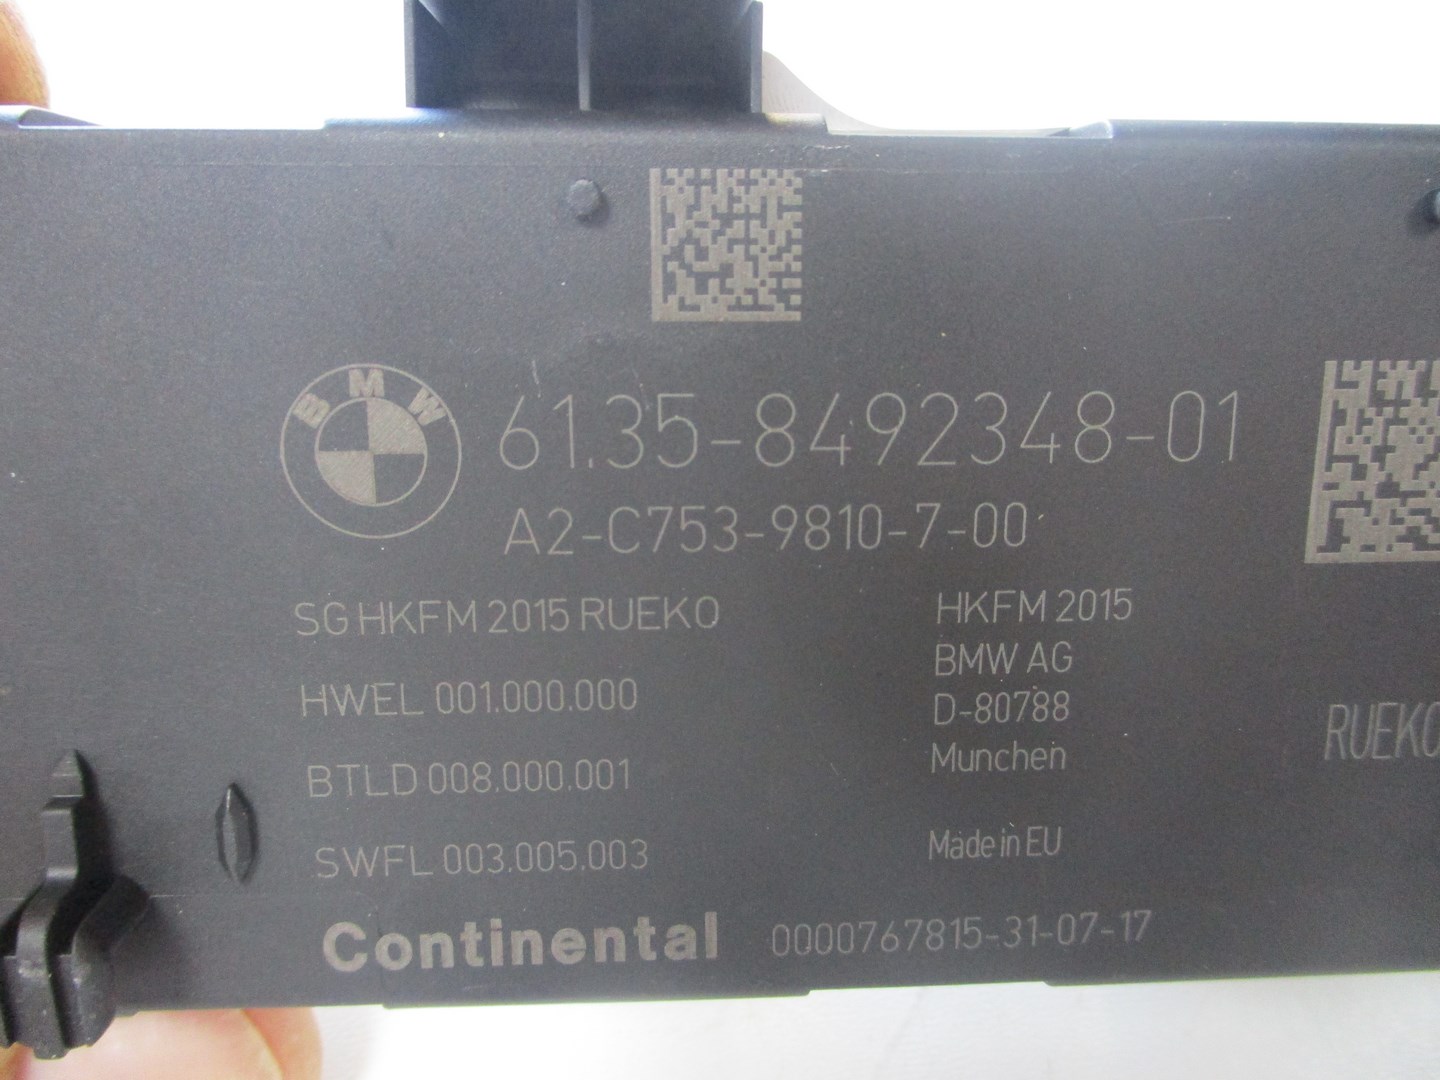 BMW
61.35-8492348-01
A2-C753-9810-7-00
SG HKFM 2015 RUEKO
HWEL 001.000.000
BTLD 008.000.001
SWFL 003.005.003
HKFM 2015
BMW AG
D-80788
Munchen
Made in EU
RUEKO
Continental 0000767815-31-07-17